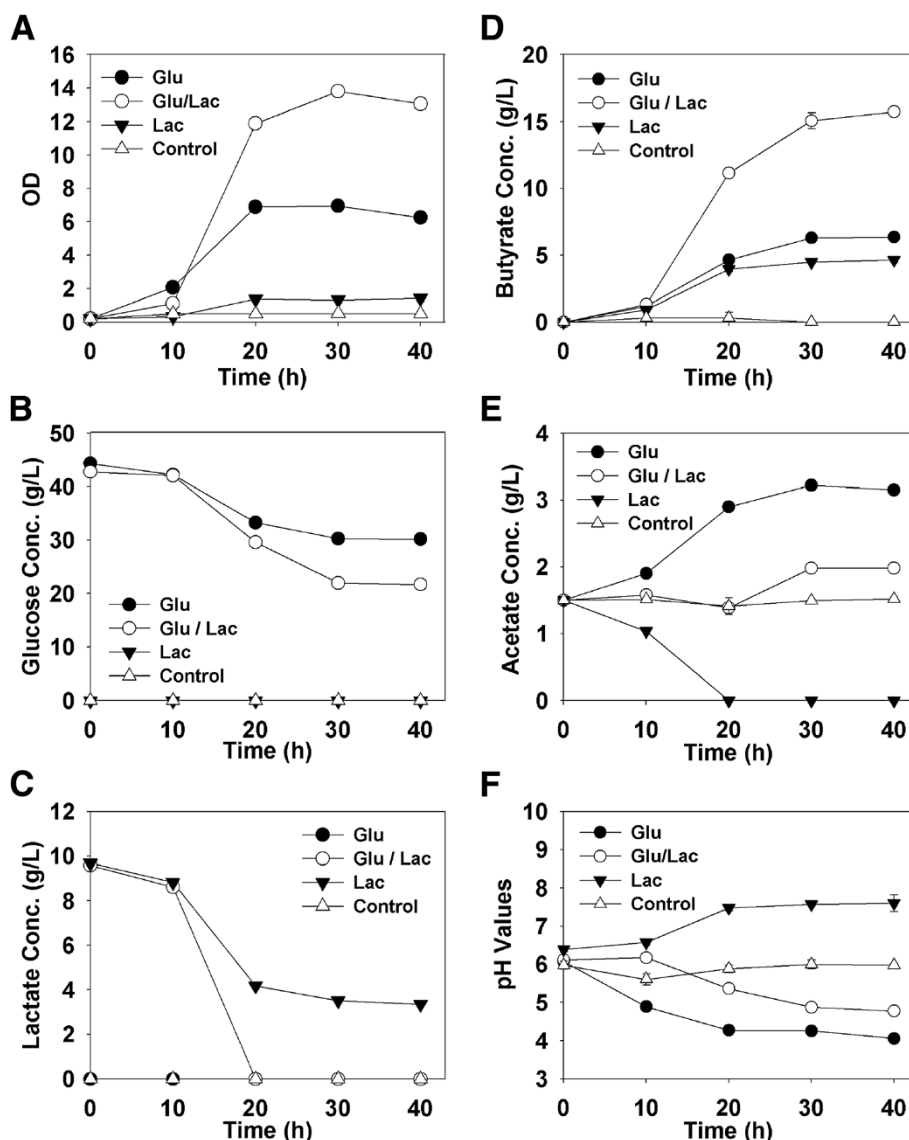 A
OD
16
14
12
10
8
6
4
2
0
Glu
Glu/Lac
Lac
Control
0 10 20 30 40
Time (h)
B
Glucose Conc. (g/L)
50
40
30
20
10
0
Glu
Glu / Lac
Lac
Control
0 10 20 30 40
Time (h)
C
Lactate Conc. (g/L)
12
10
8
6
4
2
0
Glu
Glu / Lac
Lac
Control
0 10 20 30 40
Time (h)
D
Butyrate Conc. (g/L)
20
15
10
5
0
Glu
Glu / Lac
Lac
Control
0 10 20 30 40
Time (h)
E
Acetate Conc. (g/L)
4
3
2
1
0
Glu
Glu / Lac
Lac
Control
0 10 20 30 40
Time (h)
F
pH Values
10
9
8
7
6
5
4
3
Glu
Glu/Lac
Lac
Control
0 10 20 30 40
Time (h)